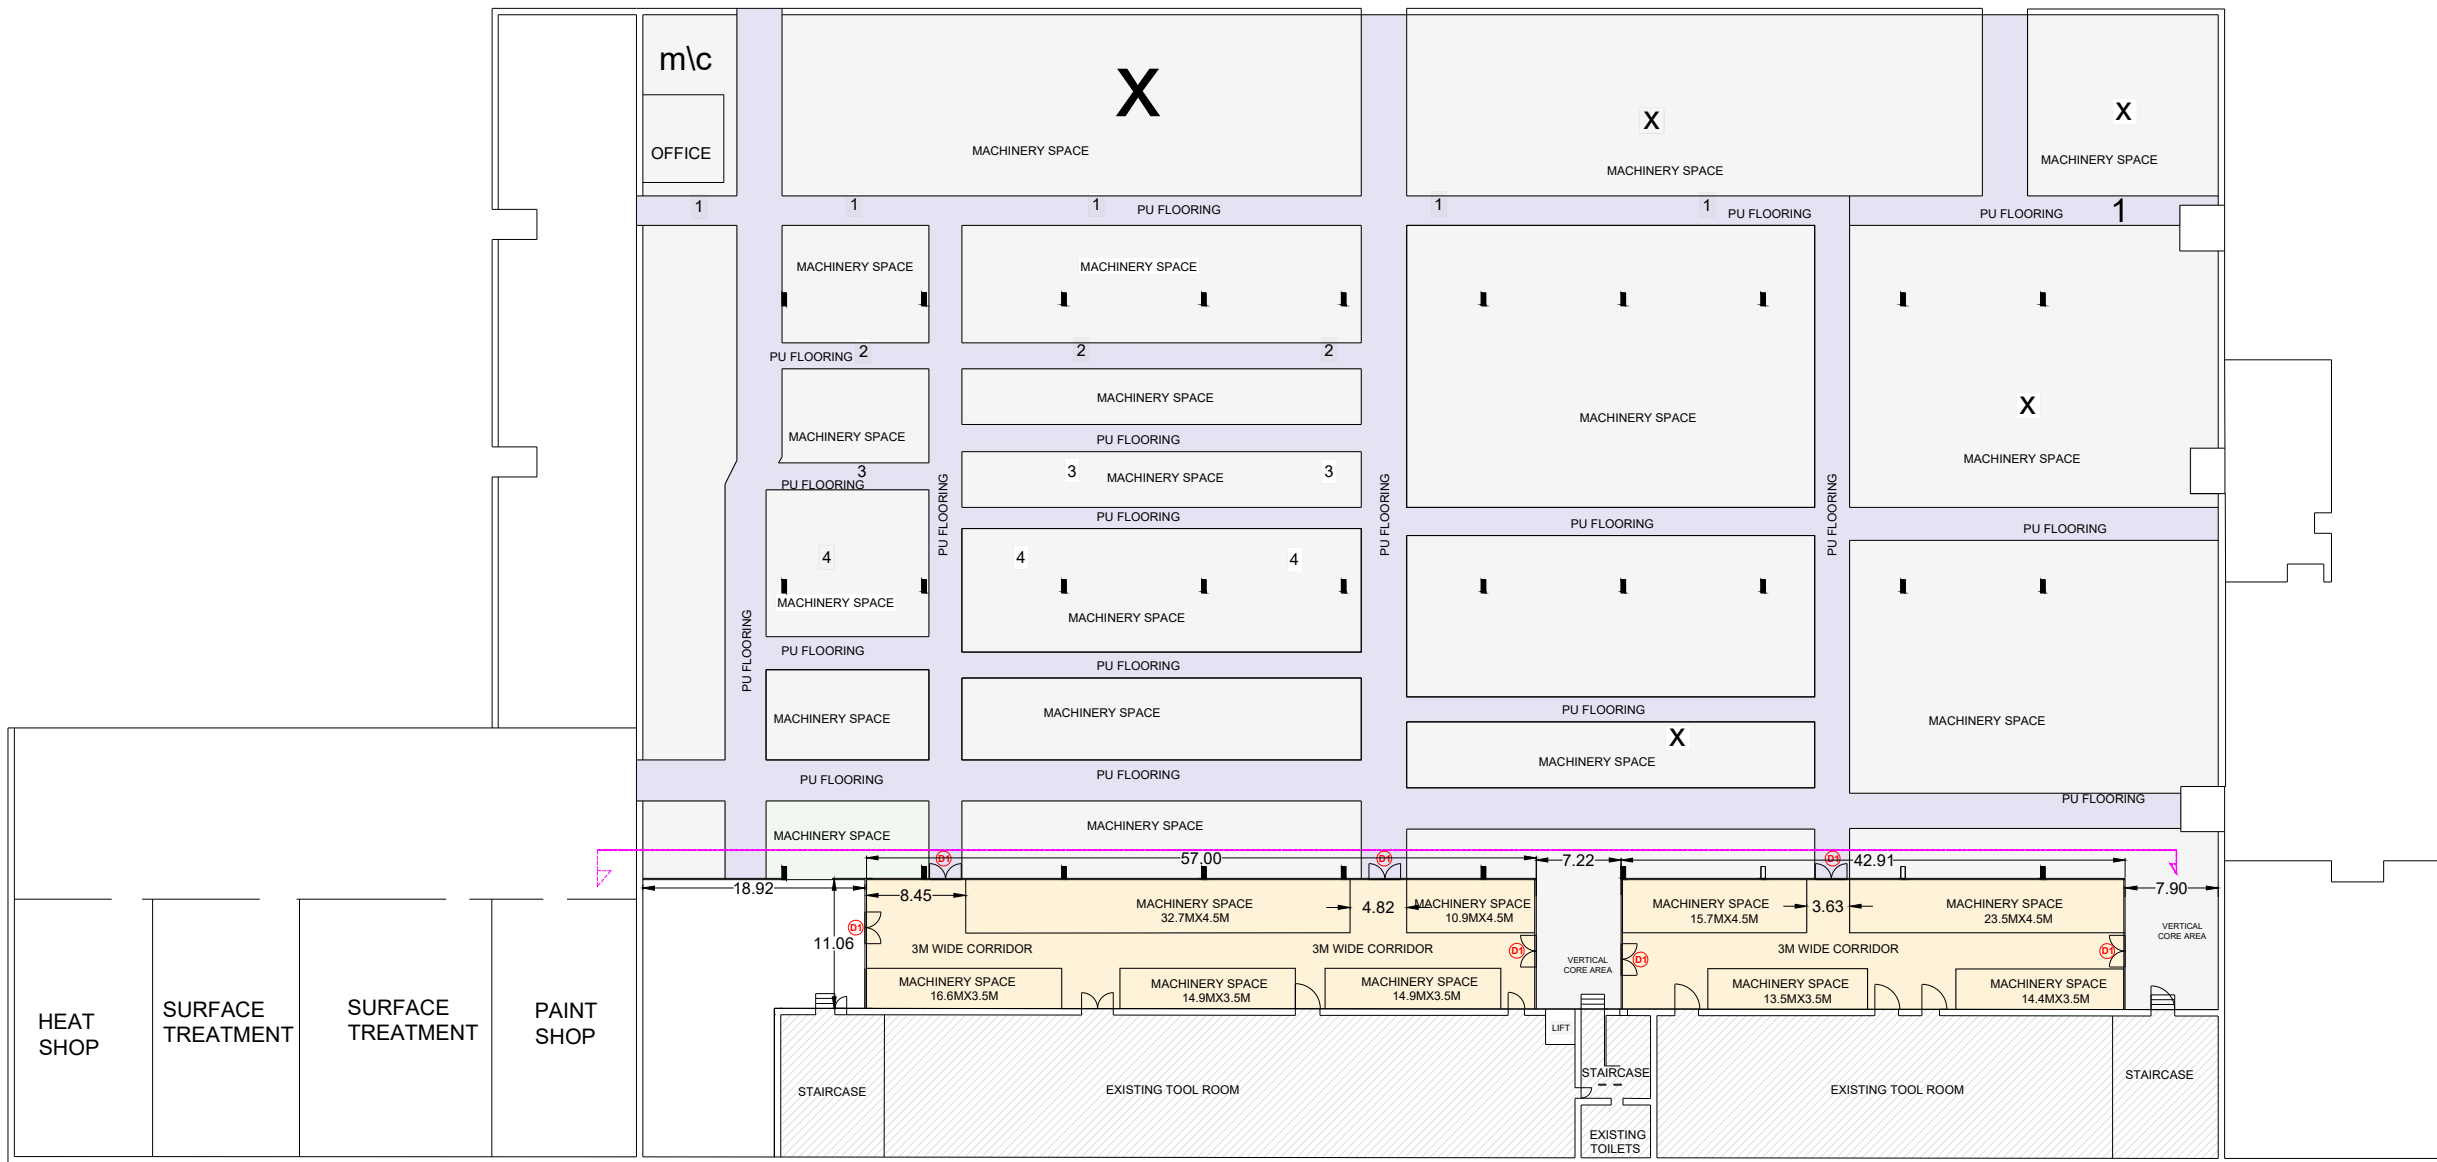 m\c
X
X
X
OFFICE
MACHINERY SPACE
MACHINERY SPACE
MACHINERY SPACE
1
1
1
1
1
1
PU FLOORING
PU FLOORING
PU FLOORING
MACHINERY SPACE
MACHINERY SPACE
2
2
2
PU FLOORING
MACHINERY SPACE
X
MACHINERY SPACE
MACHINERY SPACE
PU FLOORING
MACHINERY SPACE
3
3
3
PU FLOORING
MACHINERY SPACE
PU FLOORING
PU FLOORING
PU FLOORING
PU FLOORING
PU FLOORING
PU FLOORING
MACHINERY SPACE
4
4
4
MACHINERY SPACE
MACHINERY SPACE
PU FLOORING
PU FLOORING
PU FLOORING
MACHINERY SPACE
MACHINERY SPACE
PU FLOORING
X
MACHINERY SPACE
MACHINERY SPACE
PU FLOORING
PU FLOORING
PU FLOORING
MACHINERY SPACE
MACHINERY SPACE
D1
57.00
D1
7.22
D1
42.91
18.92
8.45
4.82
3.63
7.90
11.06
D1
MACHINERY SPACE
32.7MX4.5M
MACHINERY SPACE
10.9MX4.5M
MACHINERY SPACE
15.7MX4.5M
MACHINERY SPACE
23.5MX4.5M
VERTICAL
CORE AREA
3M WIDE CORRIDOR
3M WIDE CORRIDOR
D1
VERTICAL
CORE AREA
D1
3M WIDE CORRIDOR
D1
MACHINERY SPACE
16.6MX3.5M
MACHINERY SPACE
14.9MX3.5M
MACHINERY SPACE
14.9MX3.5M
MACHINERY SPACE
13.5MX3.5M
MACHINERY SPACE
14.4MX3.5M
HEAT
SHOP
SURFACE
TREATMENT
SURFACE
TREATMENT
PAINT
SHOP
LIFT
STAIRCASE
EXISTING TOOL ROOM
STAIRCASE
EXISTING TOOL ROOM
STAIRCASE
EXISTING
TOILETS